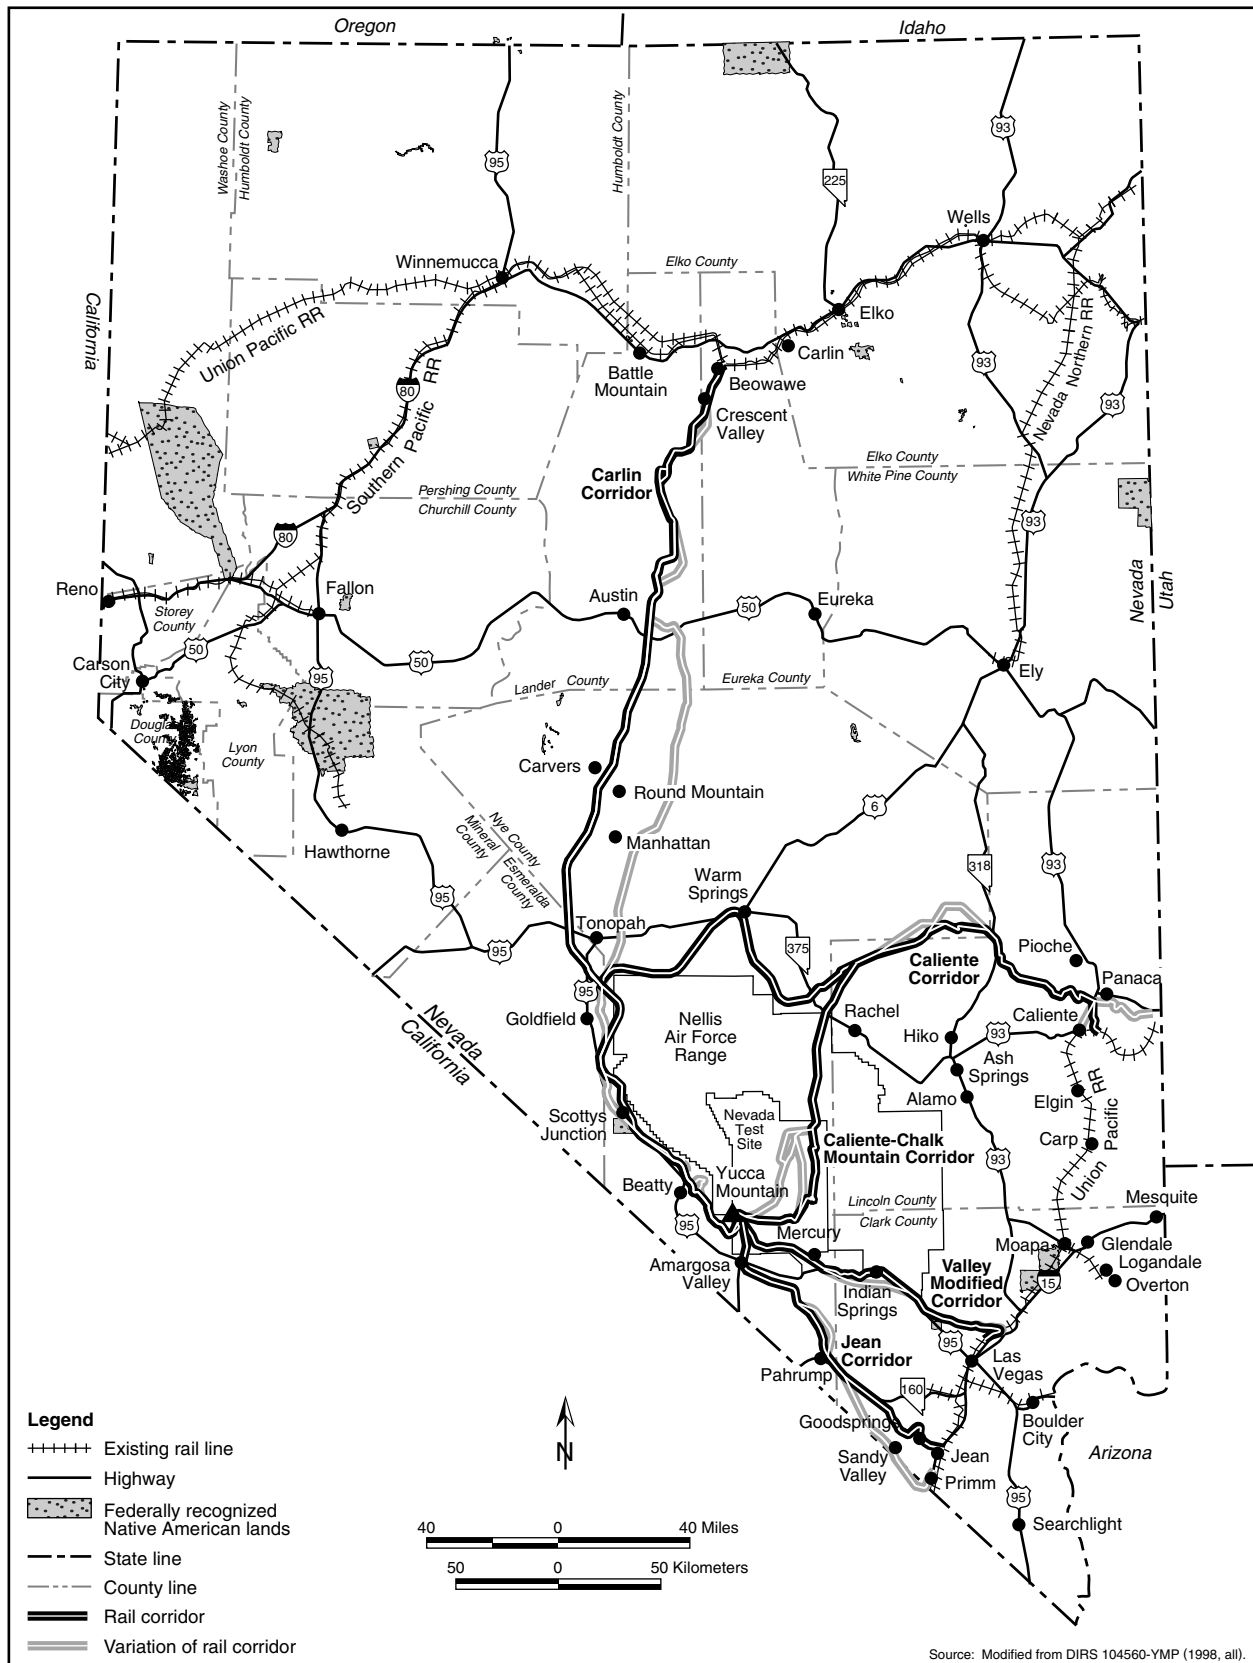 Oregon
Idaho
Washoe County
Humboldt County
Humboldt County
95
93
225
Wells
Winnemucca
Elko County
California
Union Pacific RR
Elko
Carlin
Battle
Mountain
Beowawe
Crescent
Valley
80
Southern Pacific RR
93
93
Nevada Northern RR
Carlin
Corridor
Elko County
White Pine County
Pershing County
Churchill County
80
93
Reno
Fallon
Storey
County
Austin
50
Eureka
Nevada
Utah
50
50
Carson
City
95
Ely
Lander County
Eureka County
Douglas
County
Lyon
County
Carvers
Round Mountain
6
Nye County
Mineral
County
Esmeralda
County
Manhattan
Hawthorne
Warm
Springs
318
93
95
Tonopah
95
375
Caliente
Corridor
Pioche
Panaca
95
Goldfield
Nellis
Air Force
Range
Rachel
Hiko
93
Caliente
Nevada
California
Ash
Springs
Alamo
Elgin
Scottys
Junction
Nevada
Test
Site
Caliente-Chalk
Mountain Corridor
Carp
93
Union Pacific RR
Beatty
Yucca
Mountain
Lincoln County
Clark County
Mesquite
95
Mercury
Moapa
Glendale
Logandale
Overton
Amargosa
Valley
Indian
Springs
Valley
Modified
Corridor
15
Jean
Corridor
95
Las
Vegas
Pahrump
160
Goodsprings
Boulder
City
Sandy
Valley
Jean
Primm
Arizona
95
Searchlight
Legend
Existing rail line
Highway
Federally recognized
Native American lands
State line
County line
Rail corridor
Variation of rail corridor
N
40 0 40 Miles
50 0 50 Kilometers
Source: Modified from DIRS 104560-YMP (1998, all).